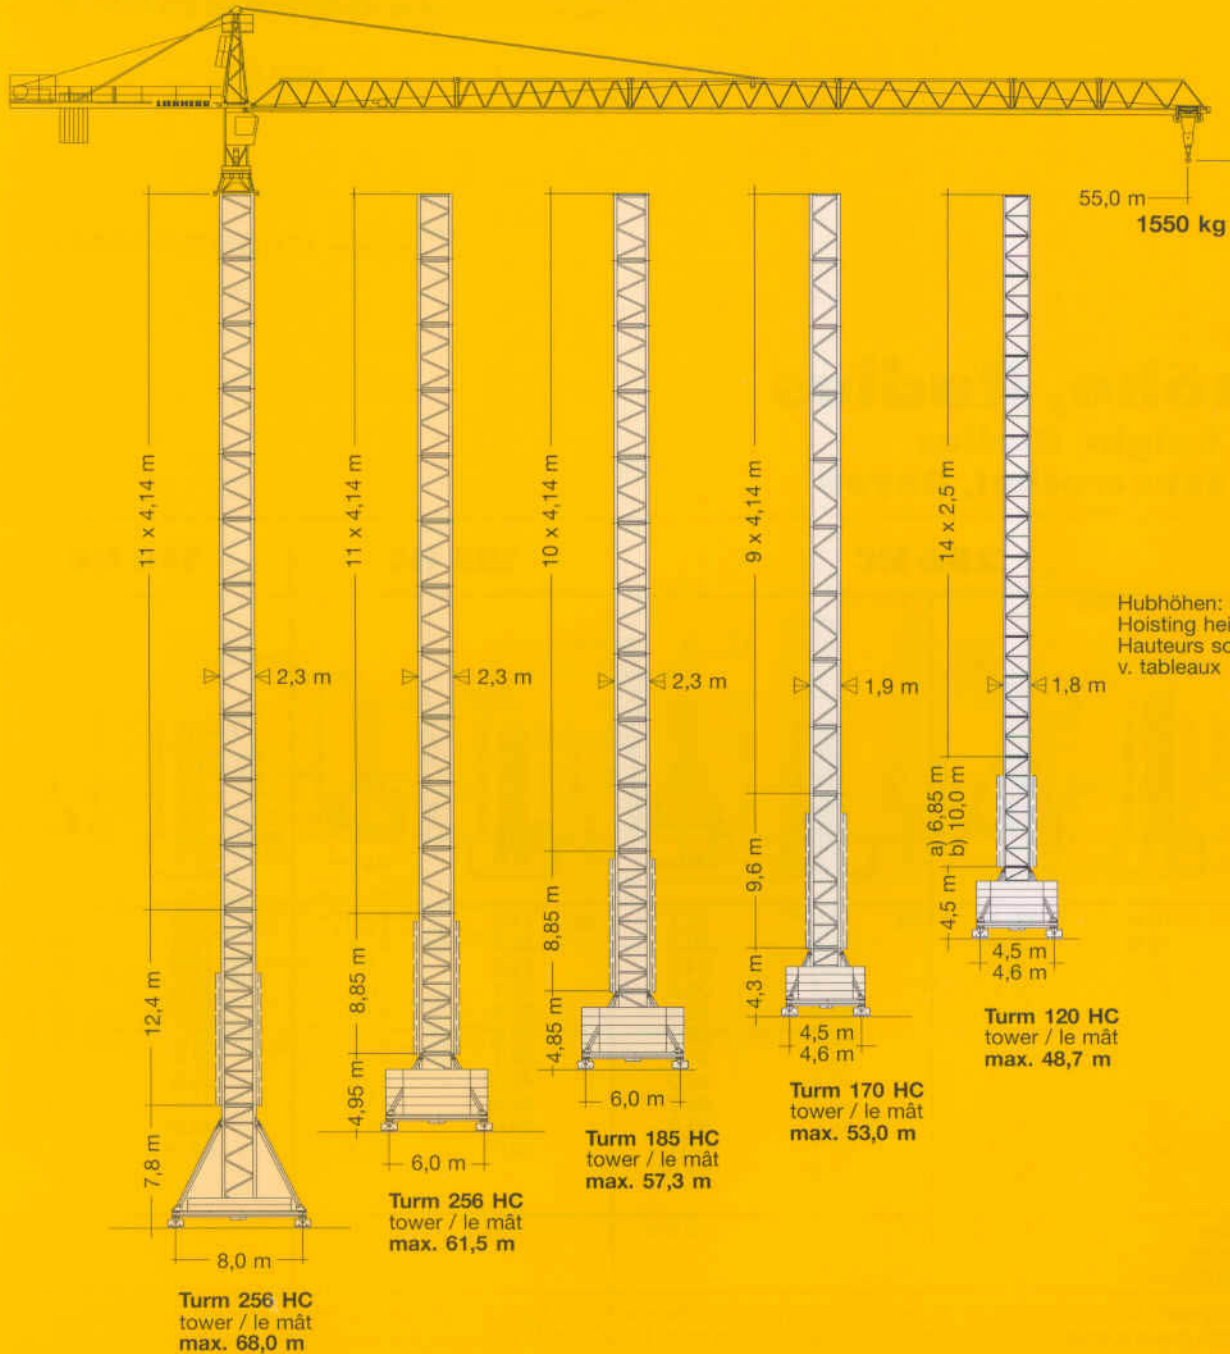 LIEBHERR
55,0 m
1550 kg
11 x 4,14 m
11 x 4,14 m
10 x 4,14 m
9 x 4,14 m
14 x 2,5 m
Hubhöhen:
Hoisting hei
Hauteurs so
v. tableaux
2,3 m
2,3 m
2,3 m
1,9 m
1,8 m
12,4 m
7,8 m
8,0 m
Turm 256 HC
tower / le mât
max. 68,0 m
8,85 m
4,95 m
6,0 m
Turm 256 HC
tower / le mât
max. 61,5 m
8,85 m
4,85 m
6,0 m
Turm 185 HC
tower / le mât
max. 57,3 m
9,6 m
4,3 m
4,5 m
4,6 m
Turm 170 HC
tower / le mât
max. 53,0 m
a) 6,85 m
b) 10,0 m
4,5 m
4,5 m
4,6 m
Turm 120 HC
tower / le mât
max. 48,7 m